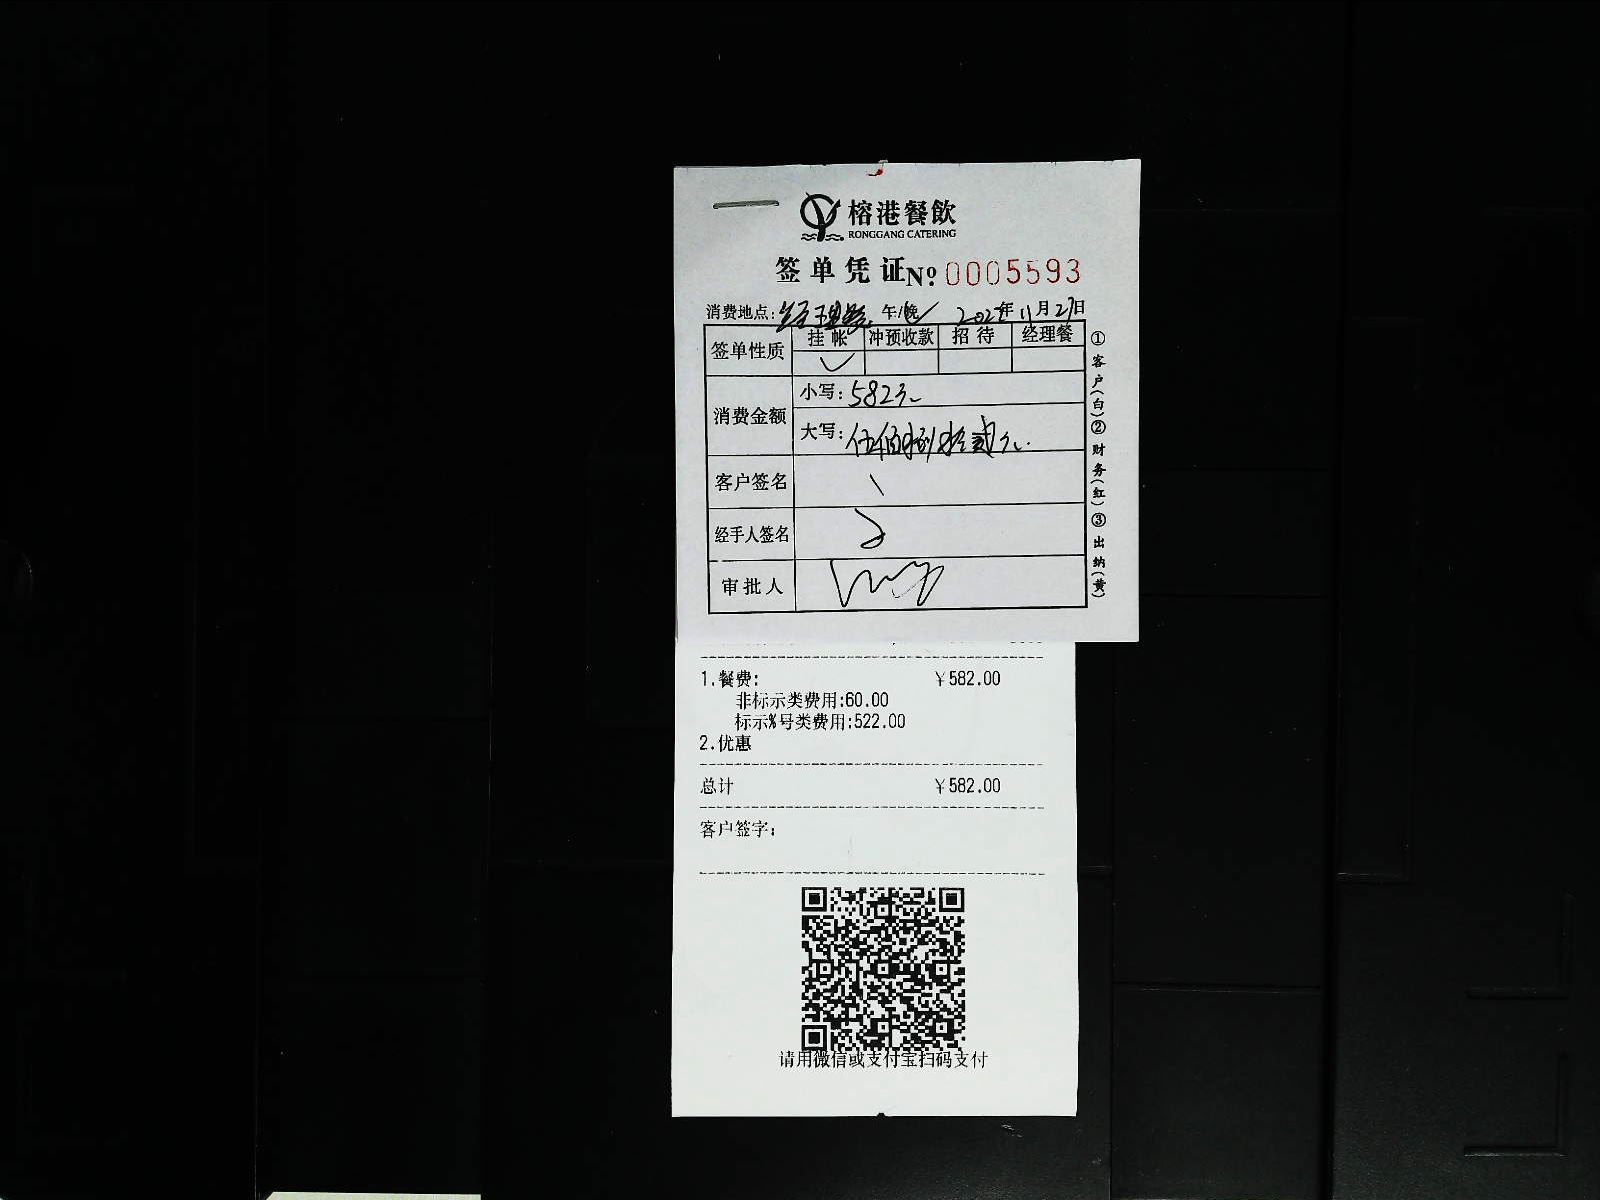 榕港餐飲
RONGGANG CATERING
签单凭证№ 0005593
消费地点: 午/晚 年11月27日
签单性质 挂帐 冲预收款 招待 经理餐
消费金额 小写: 582元
大写: 伍佰捌拾贰元
客户签名
经手人签名
审批人
①客户(白)②财务(红)③出纳(黄)
1.餐费: ￥582.00
非标示类费用:60.00
标示%号类费用:522.00
2.优惠
总计 ￥582.00
客户签字:
请用微信或支付宝扫码支付